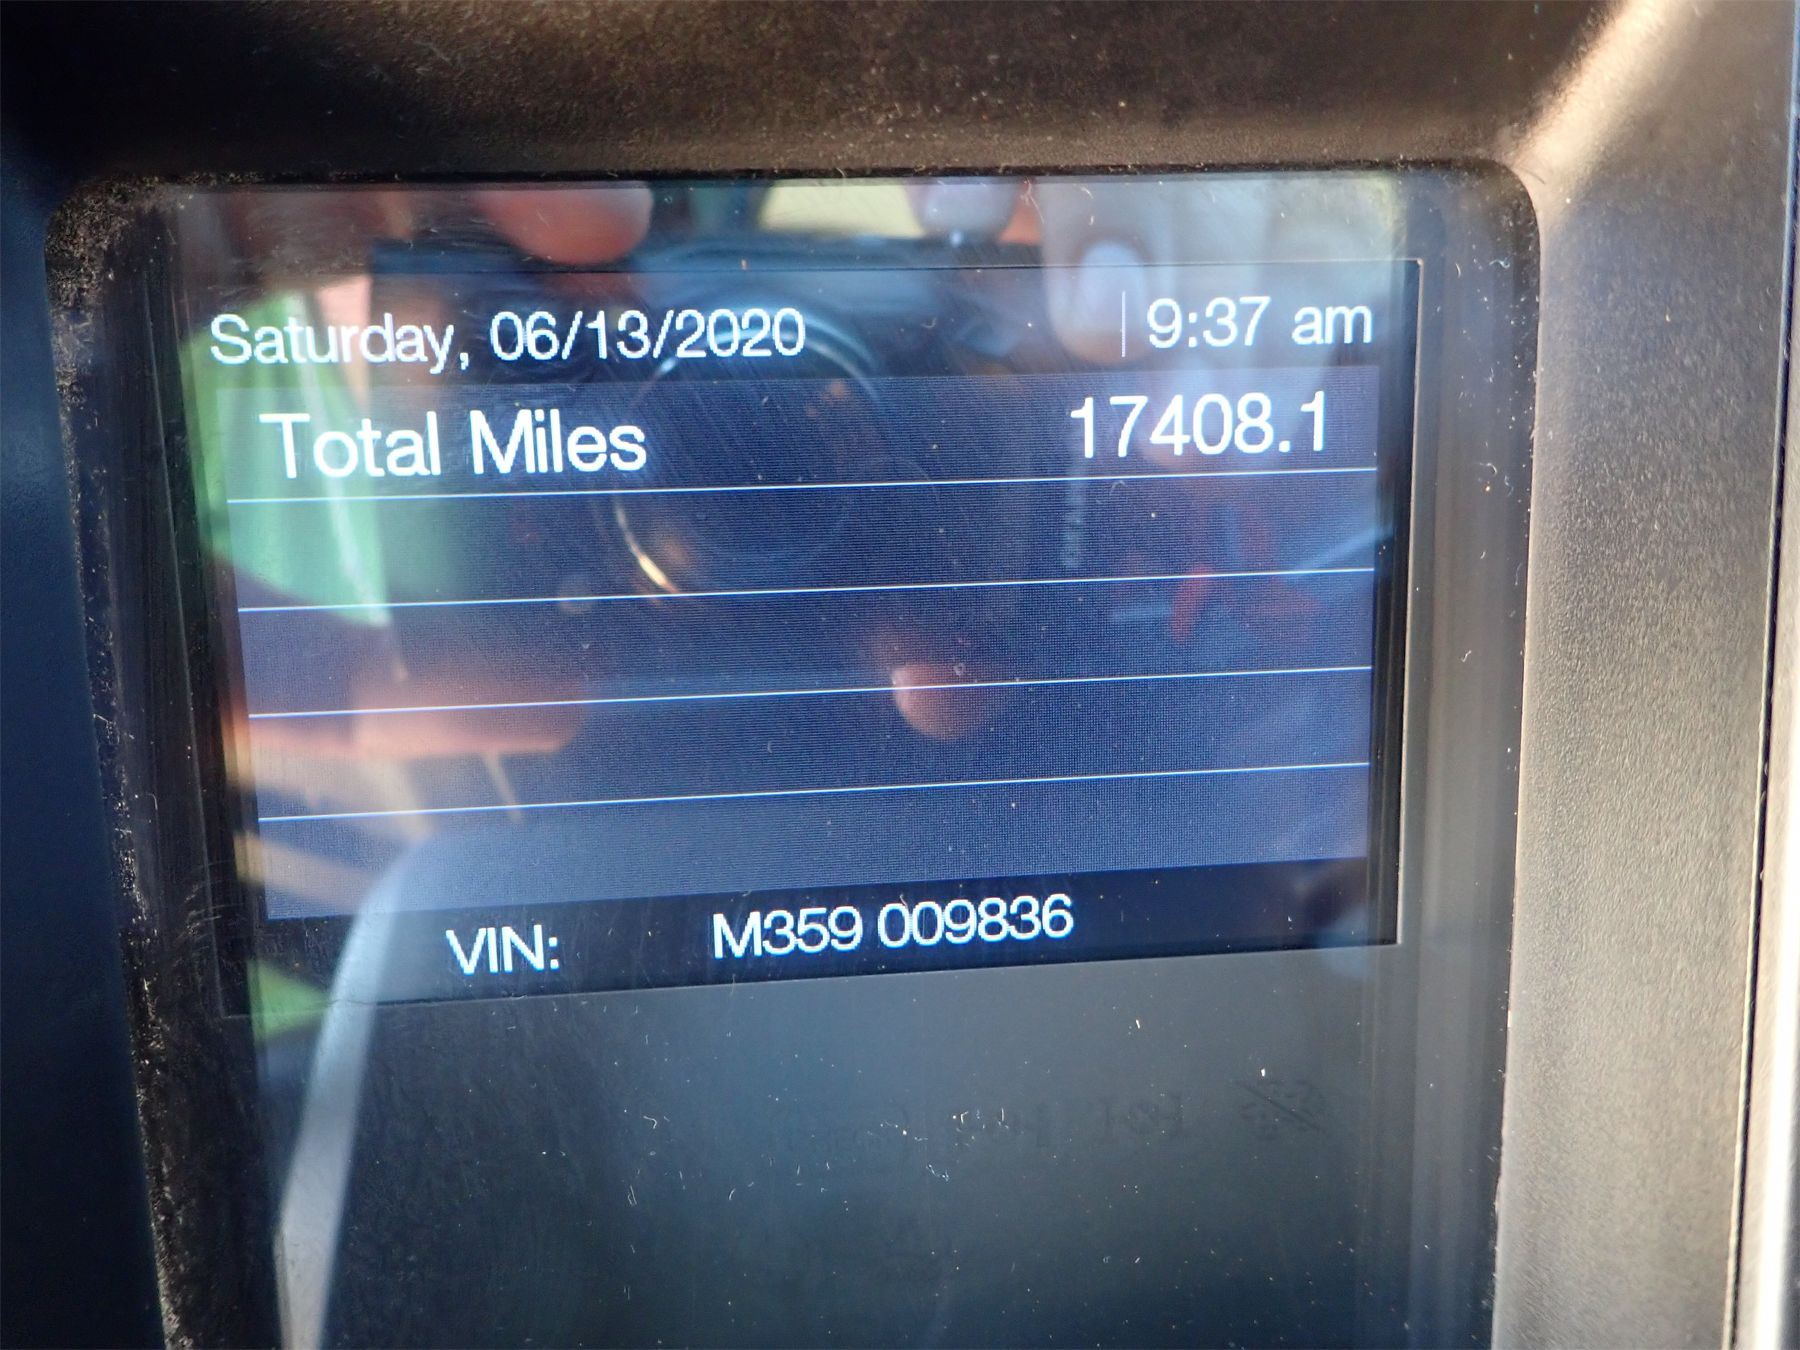 Saturday, 06/13/2020 9:37 am
Total Miles 17408.1
VIN: M359 009836